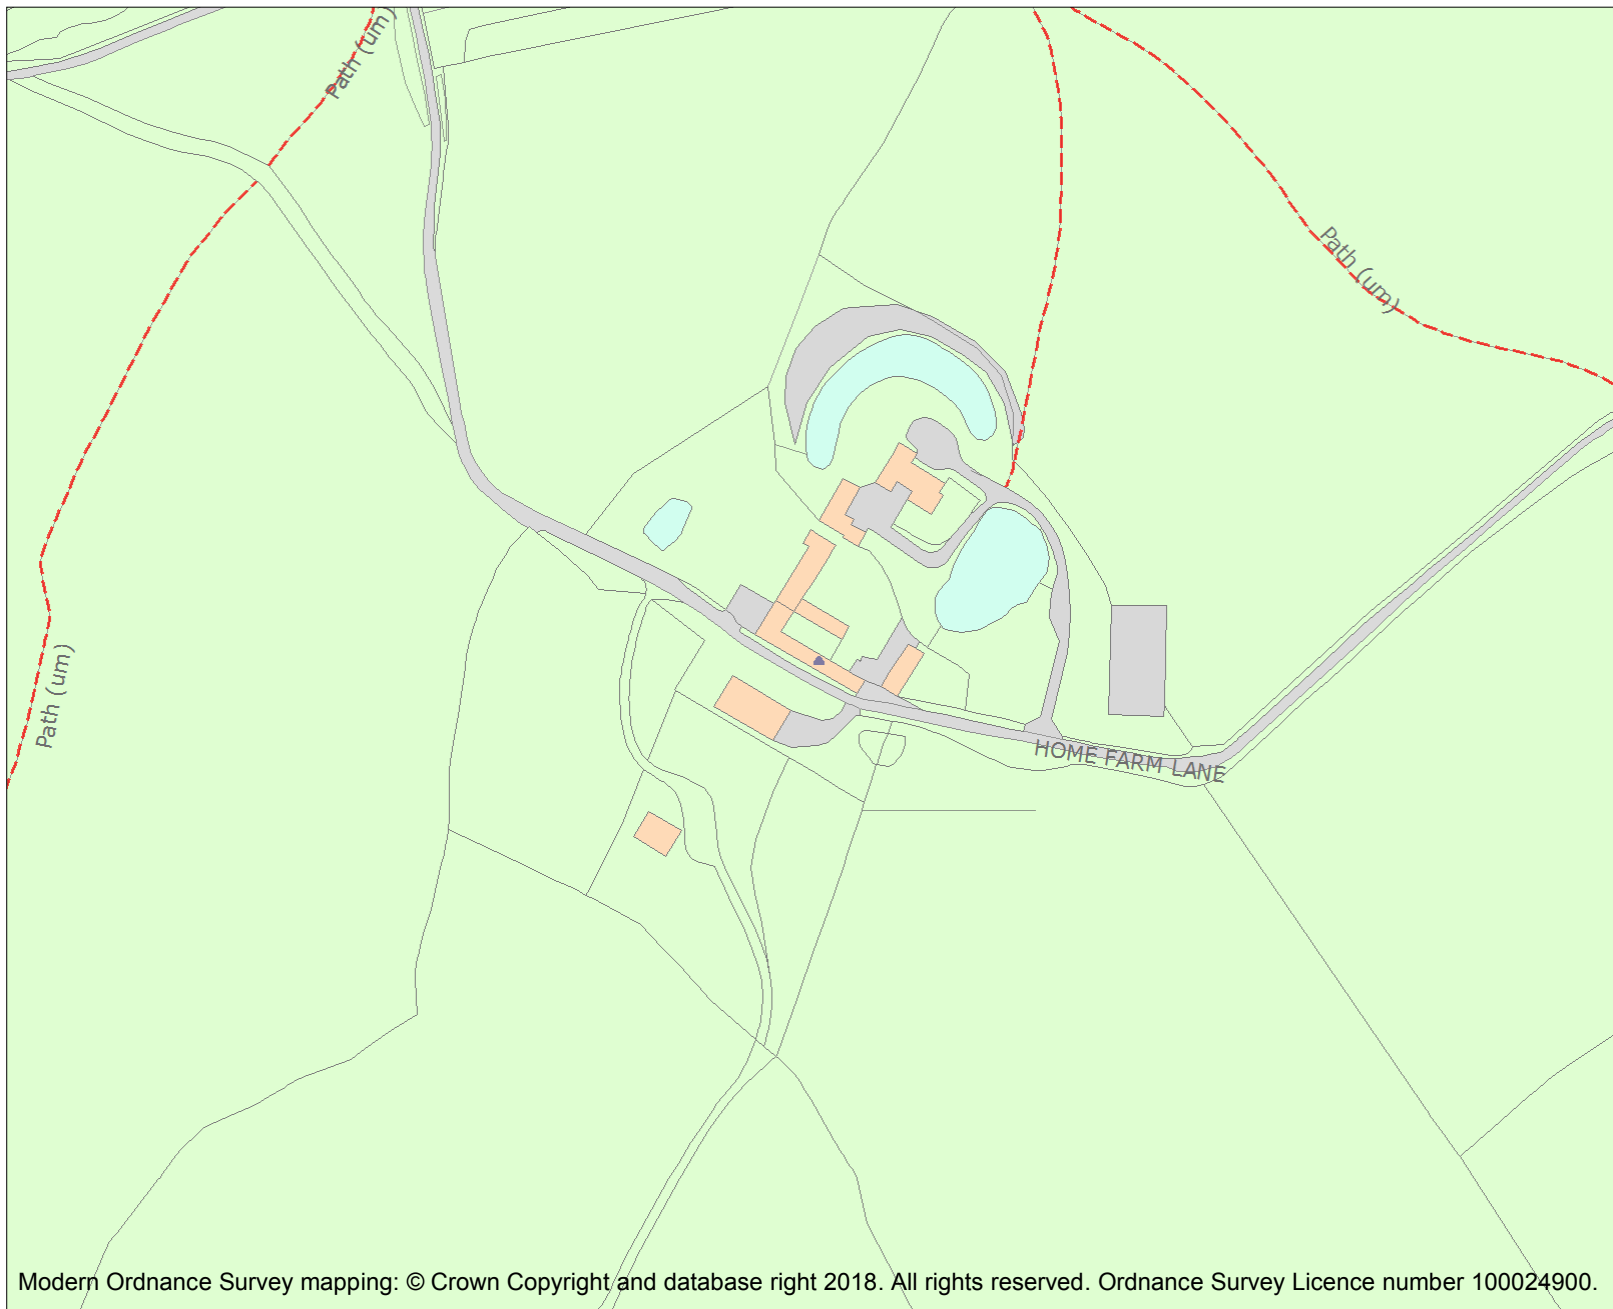 Path (um)
Path (um)
Path (um)
HOME FARM LANE
Modern Ordnance Survey mapping: © Crown Copyright and database right 2018. All rights reserved. Ordnance Survey Licence number 100024900.